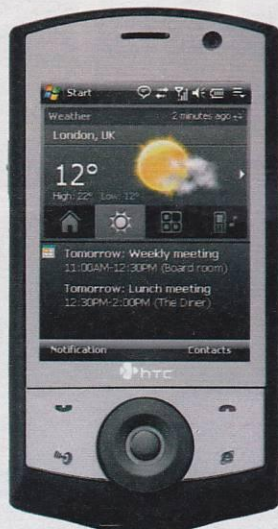 Start
Weather 2 minutes ago
London, UK
12°
High: 22° Low: 12°
Tomorrow: Weekly meeting
11:00AM-12:30PM (Board room)
Tomorrow: Lunch meeting
12:30PM-2:00PM (The Diner)
Notification Contacts
hTC